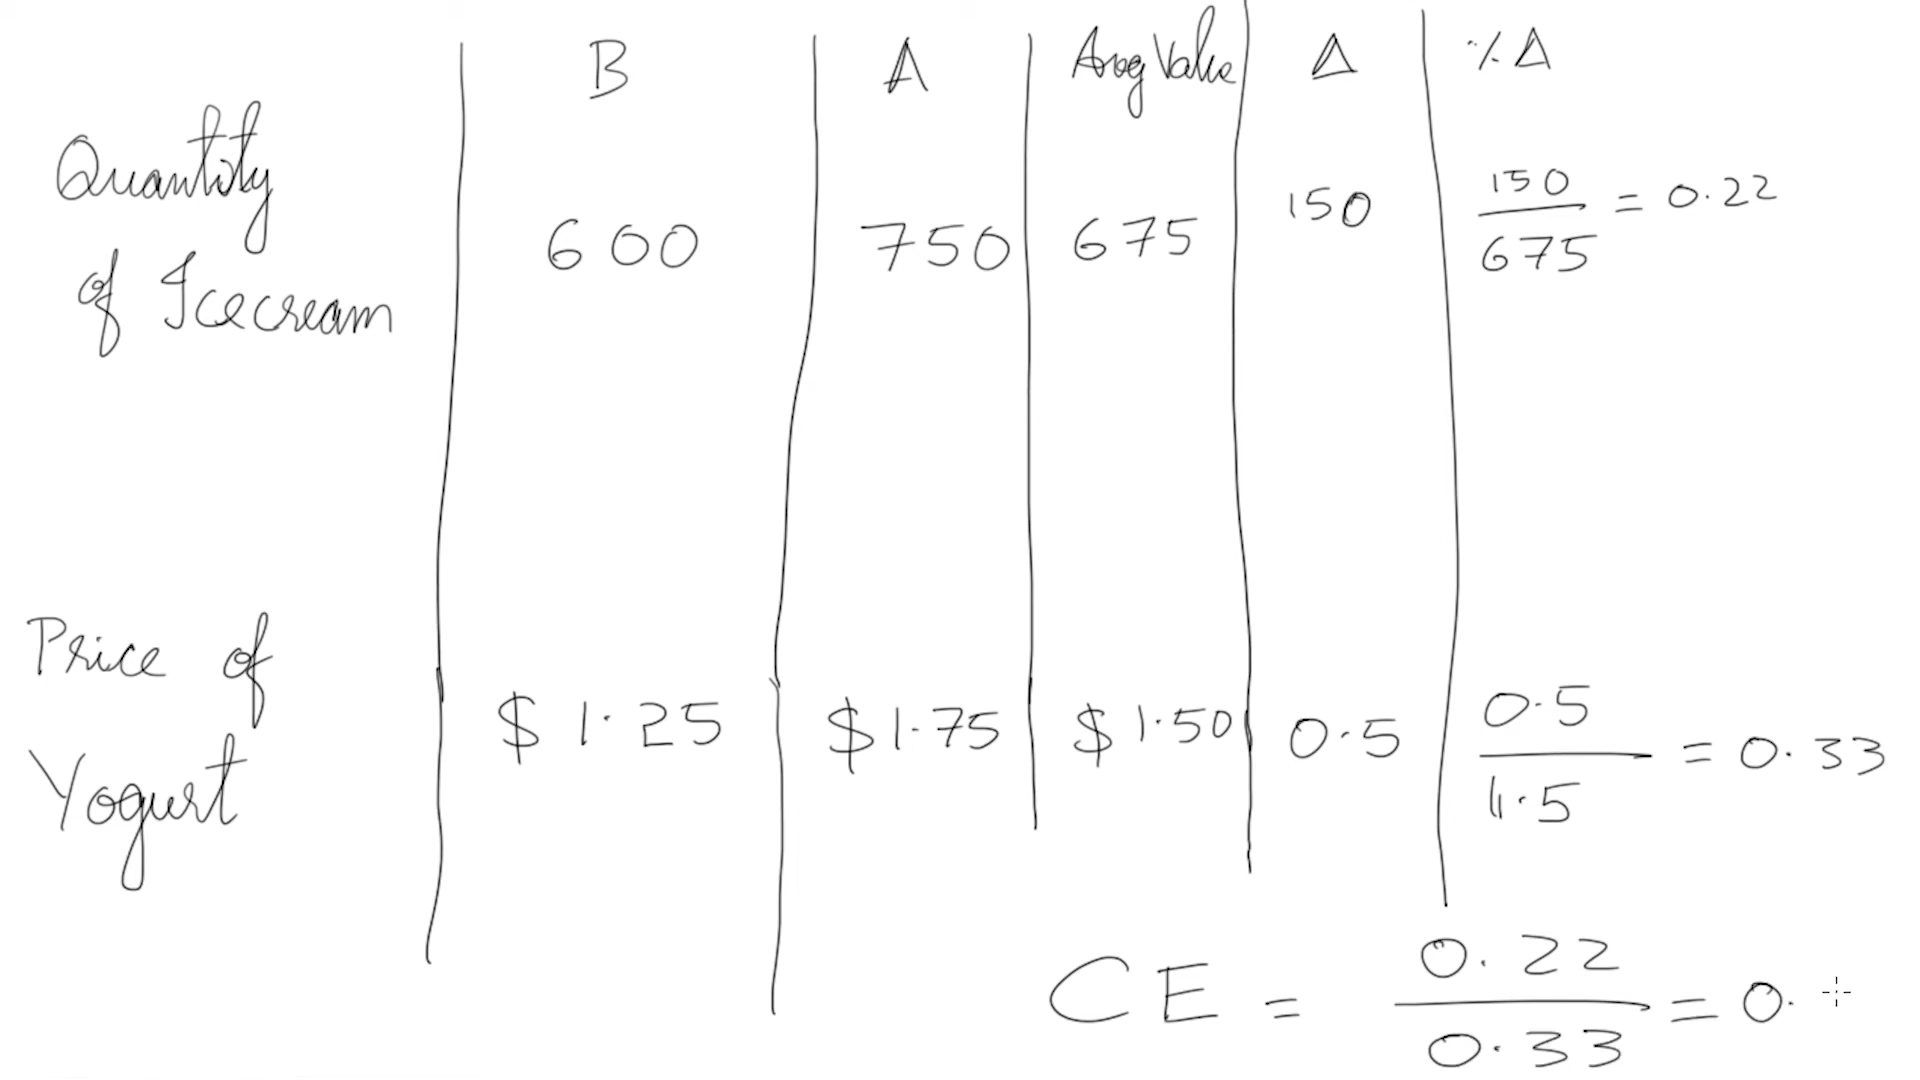 B A Avg Value Δ % Δ
Quantity
of Icecream 600 750 675 150 150/675 = 0.22
Price of
Yogurt $1.25 $1.75 $1.50 0.5 0.5/1.5 = 0.33
CE = 0.22/0.33 = 0.